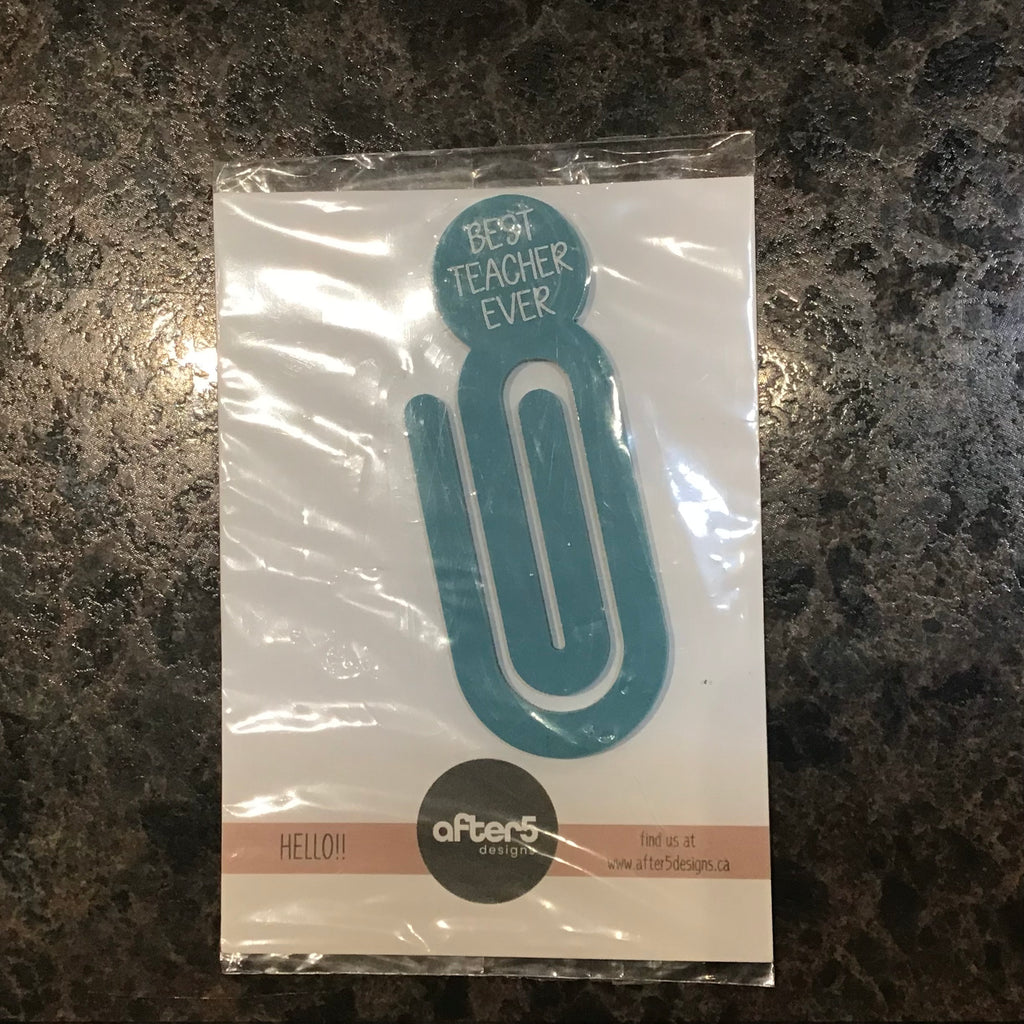 BEST
TEACHER
EVER
after5
designs
HELLO!!
find us at
www.after5designs.ca